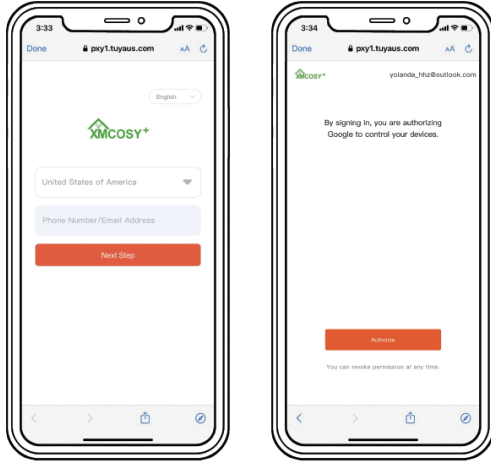 3:33
Done
pxy1.tuyaus.com
AA
English
XMCOSY+
United States of America
Phone Number/Email Address
Next Step
3:34
Done
pxy1.tuyaus.com
AA
XMCOSY+
yolanda_hhz@outlook.com
By signing in, you are authorizing
Google to control your devices.
Authorize
You can revoke permission at any time.